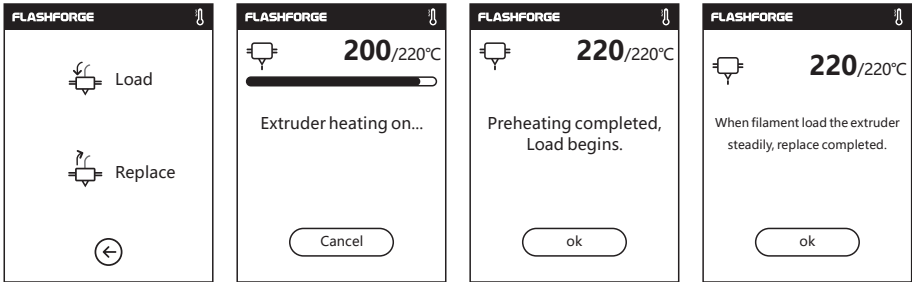 FLASHFORGE
Load
Replace
FLASHFORGE
200/220℃
Extruder heating on...
Cancel
FLASHFORGE
220/220℃
Preheating completed,
Load begins.
ok
FLASHFORGE
220/220℃
When filament load the extruder
steadily, replace completed.
ok